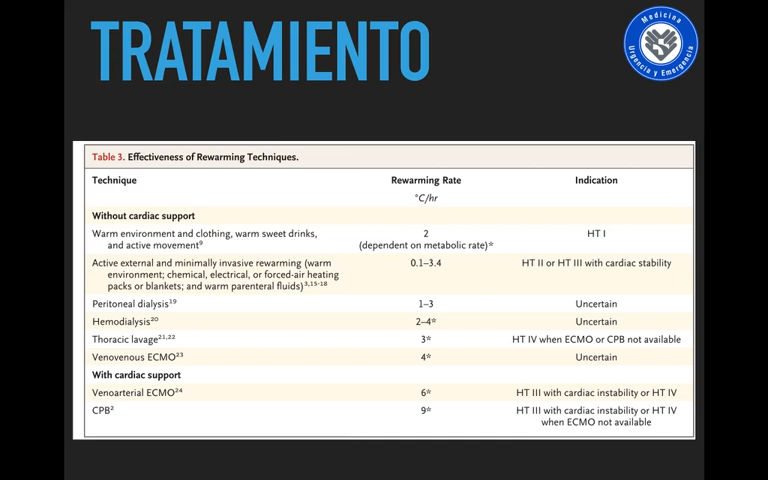 TRATAMIENTO
Medicina
Urgencia y Emergencia
Table 3. Effectiveness of Rewarming Techniques.
Technique Rewarming Rate Indication
°C/hr
Without cardiac support
Warm environment and clothing, warm sweet drinks, 2 HT I
and active movement⁹ (dependent on metabolic rate)*
Active external and minimally invasive rewarming (warm 0.1–3.4 HT II or HT III with cardiac stability
environment; chemical, electrical, or forced-air heating
packs or blankets; and warm parenteral fluids)³,¹⁵-¹⁸
Peritoneal dialysis¹⁹ 1–3 Uncertain
Hemodialysis²⁰ 2–4* Uncertain
Thoracic lavage²¹,²² 3* HT IV when ECMO or CPB not available
Venovenous ECMO²³ 4* Uncertain
With cardiac support
Venoarterial ECMO²⁴ 6* HT III with cardiac instability or HT IV
CPB² 9* HT III with cardiac instability or HT IV
when ECMO not available